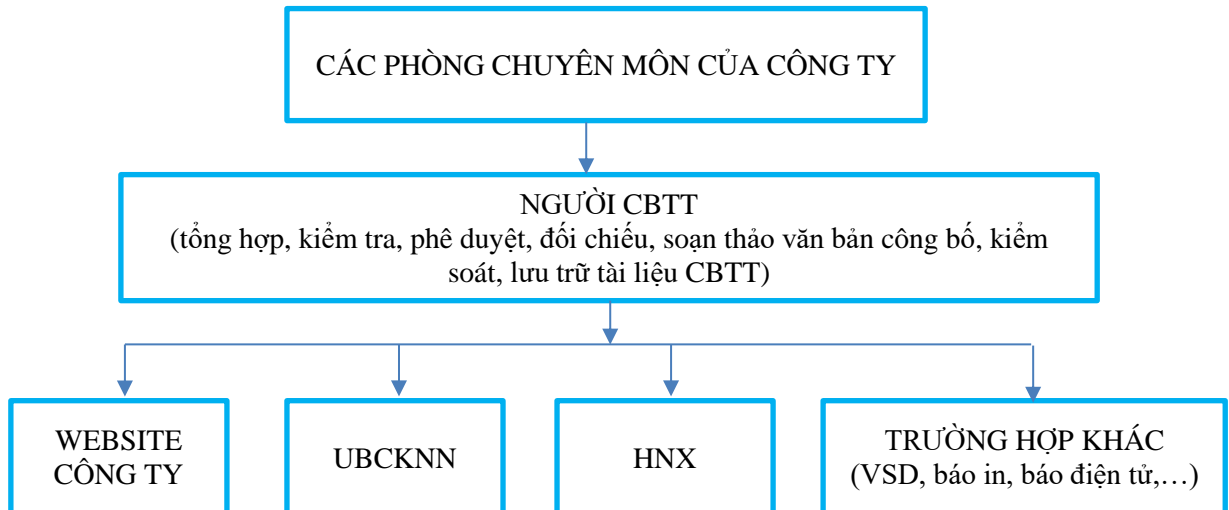 CÁC PHÒNG CHUYÊN MÔN CỦA CÔNG TY
NGƯỜI CBTT
(tổng hợp, kiểm tra, phê duyệt, đối chiếu, soạn thảo văn bản công bố, kiểm
soát, lưu trữ tài liệu CBTT)
WEBSITE
CÔNG TY
UBCKNN
HNX
TRƯỜNG HỢP KHÁC
(VSD, báo in, báo điện tử,…)